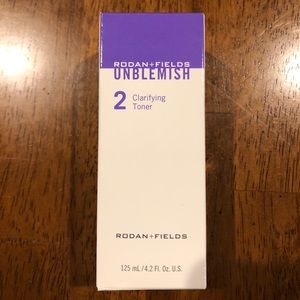 RODAN+FIELDS
UNBLEMISH
2 Clarifying
Toner
RODAN+FIELDS
125 mL/4.2 Fl. Oz. U.S.